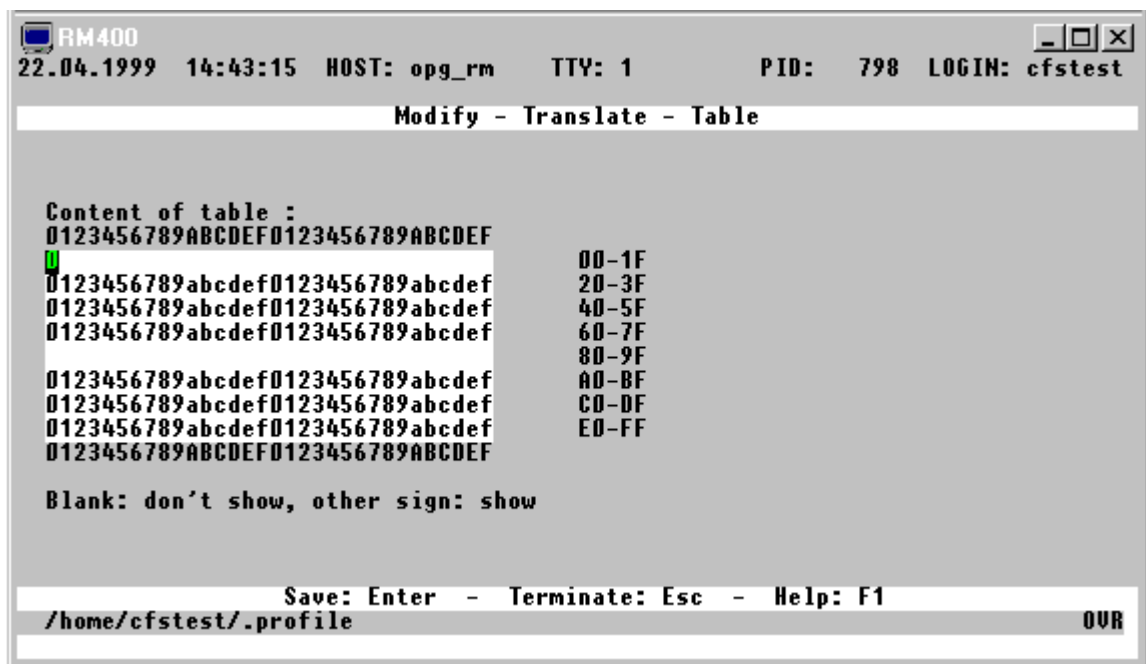 RM400
22.04.1999 14:43:15 HOST: opg_rm TTY: 1 PID: 798 LOGIN: cfstest
Modify - Translate - Table
Content of table :
0123456789ABCDEF0123456789ABCDEF
0 00-1F
0123456789abcdef0123456789abcdef 20-3F
0123456789abcdef0123456789abcdef 40-5F
0123456789abcdef0123456789abcdef 60-7F
80-9F
0123456789abcdef0123456789abcdef A0-BF
0123456789abcdef0123456789abcdef C0-DF
0123456789abcdef0123456789abcdef E0-FF
0123456789ABCDEF0123456789ABCDEF
Blank: don't show, other sign: show
Save: Enter - Terminate: Esc - Help: F1
/home/cfstest/.profile OVR